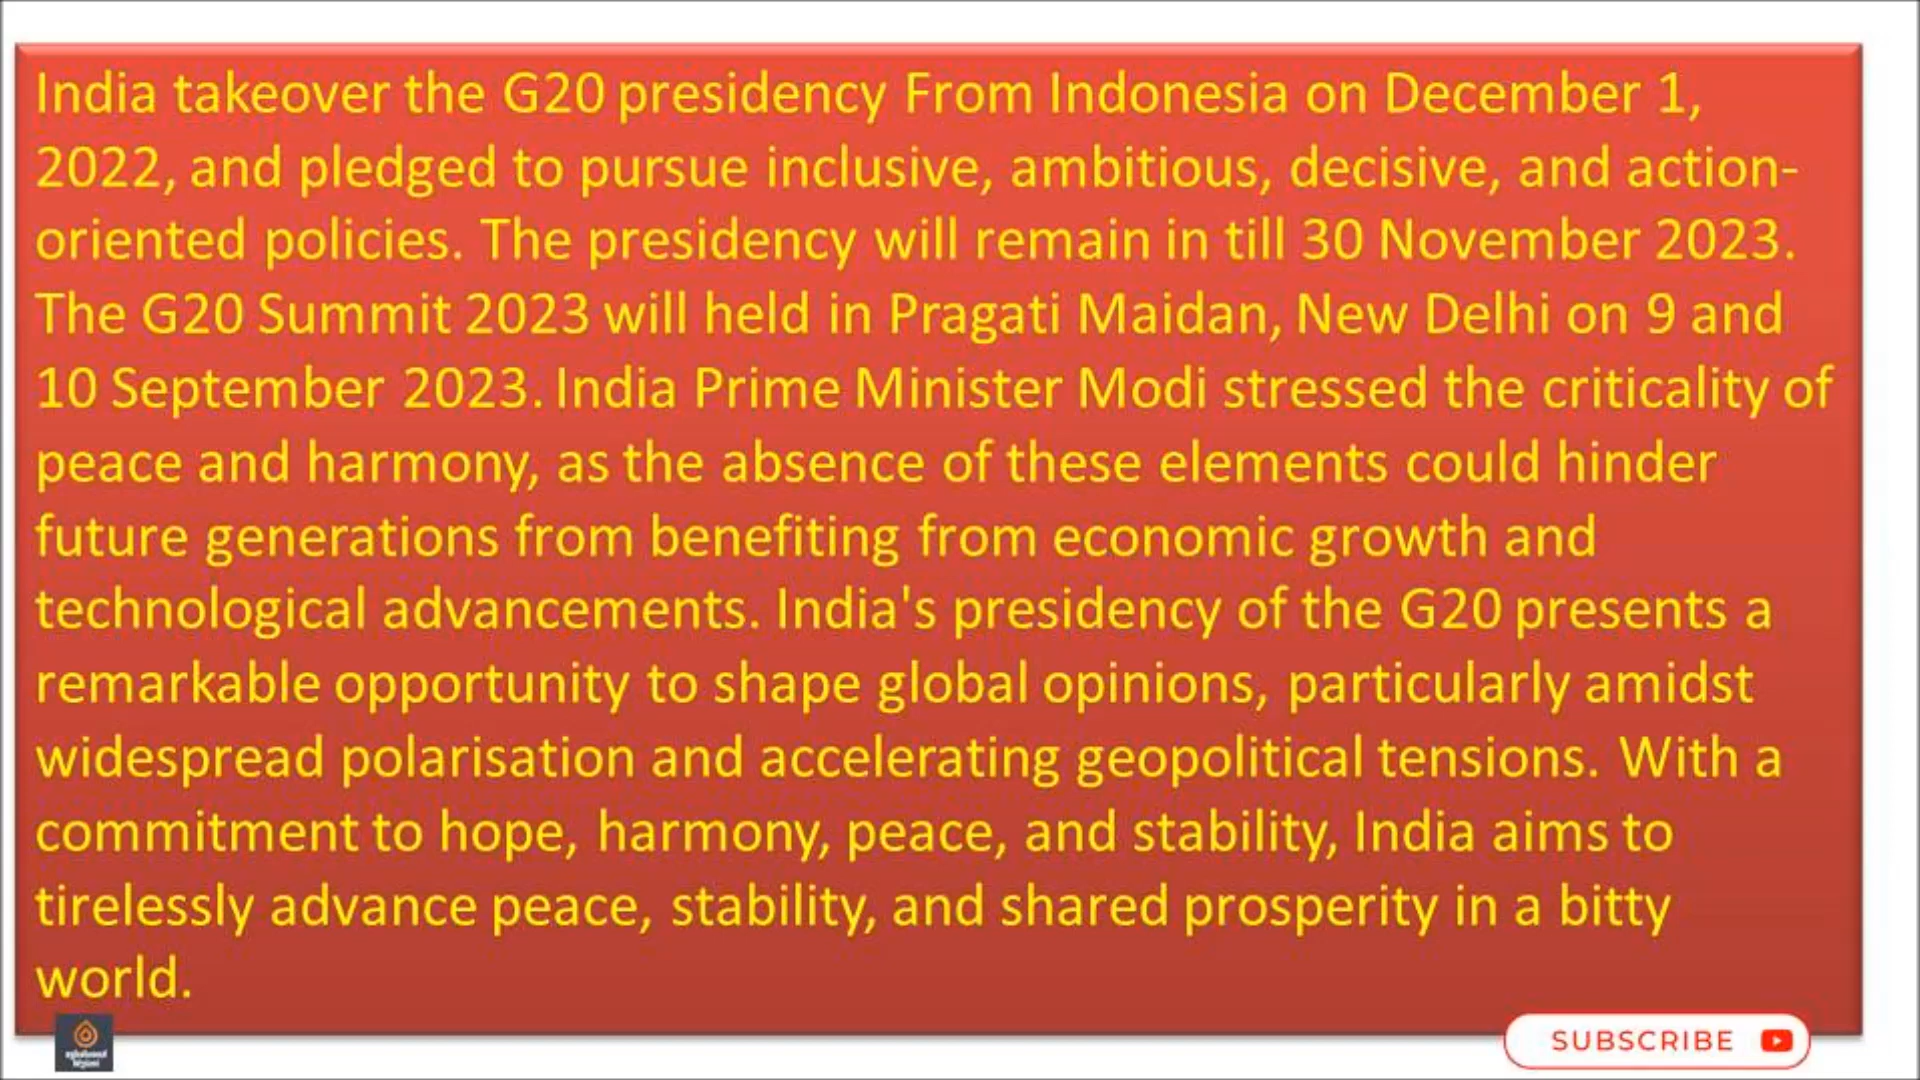 India takeover the G20 presidency From Indonesia on December 1,
2022, and pledged to pursue inclusive, ambitious, decisive, and action-
oriented policies. The presidency will remain in till 30 November 2023.
The G20 Summit 2023 will held in Pragati Maidan, New Delhi on 9 and
10 September 2023. India Prime Minister Modi stressed the criticality of
peace and harmony, as the absence of these elements could hinder
future generations from benefiting from economic growth and
technological advancements. India's presidency of the G20 presents a
remarkable opportunity to shape global opinions, particularly amidst
widespread polarisation and accelerating geopolitical tensions. With a
commitment to hope, harmony, peace, and stability, India aims to
tirelessly advance peace, stability, and shared prosperity in a bitty
world.
SUBSCRIBE